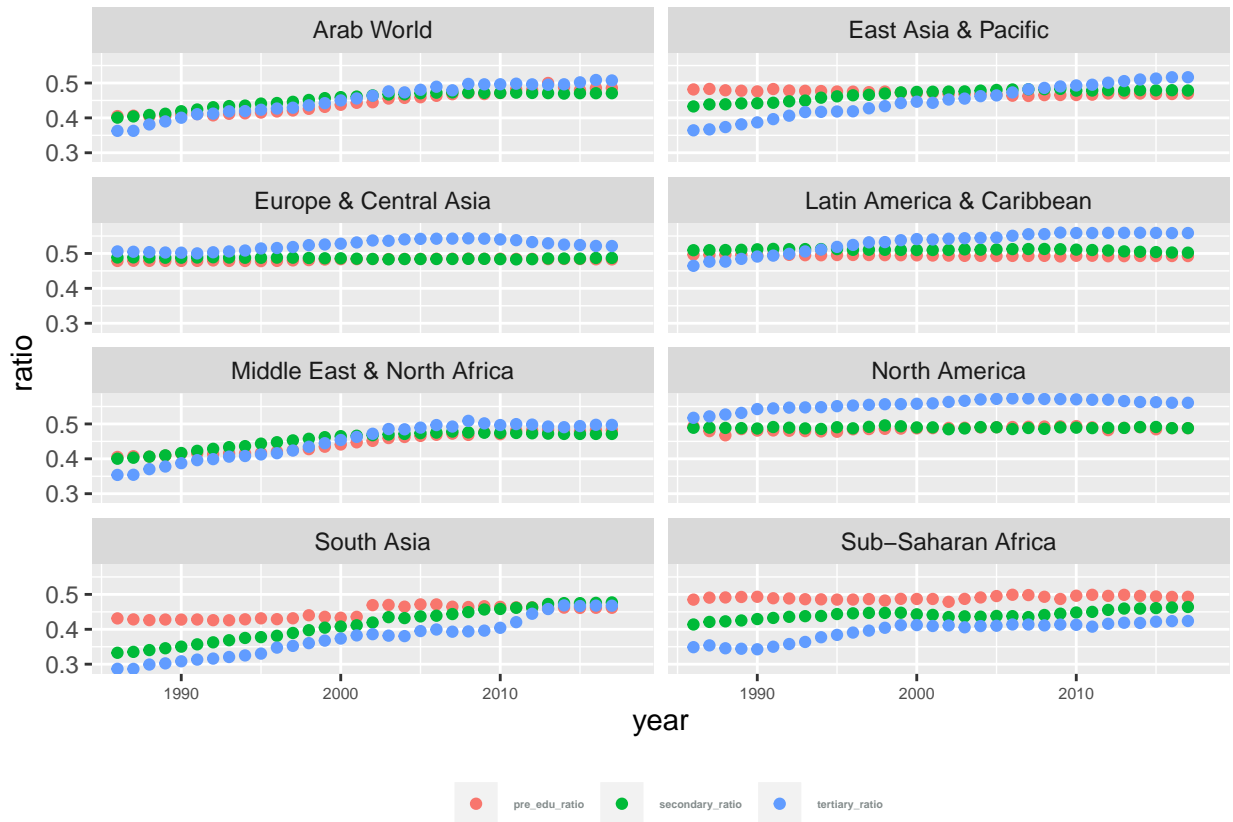 Arab World East Asia & Pacific
0.5
0.4
0.3
Europe & Central Asia Latin America & Caribbean
0.5
0.4
0.3
ratio
Middle East & North Africa North America
0.5
0.4
0.3
South Asia Sub−Saharan Africa
0.5
0.4
0.3
1990 2000 2010 1990 2000 2010
year
pre_edu_ratio secondary_ratio tertiary_ratio